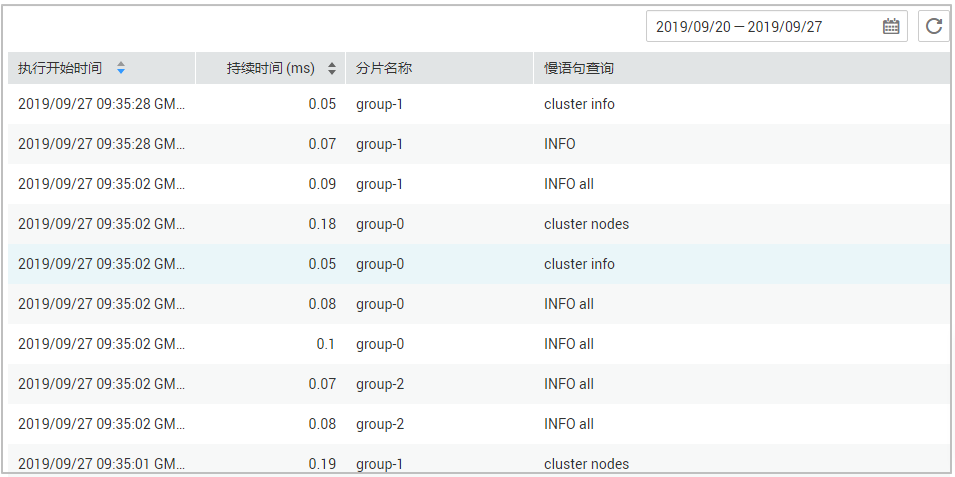 2019/09/20 — 2019/09/27
执行开始时间 持续时间 (ms) 分片名称 慢语句查询
2019/09/27 09:35:28 GM... 0.05 group-1 cluster info
2019/09/27 09:35:28 GM... 0.07 group-1 INFO
2019/09/27 09:35:02 GM... 0.09 group-1 INFO all
2019/09/27 09:35:02 GM... 0.18 group-0 cluster nodes
2019/09/27 09:35:02 GM... 0.05 group-0 cluster info
2019/09/27 09:35:02 GM... 0.08 group-0 INFO all
2019/09/27 09:35:02 GM... 0.1 group-0 INFO all
2019/09/27 09:35:02 GM... 0.07 group-2 INFO all
2019/09/27 09:35:02 GM... 0.08 group-2 INFO all
2019/09/27 09:35:01 GM... 0.19 group-1 cluster nodes